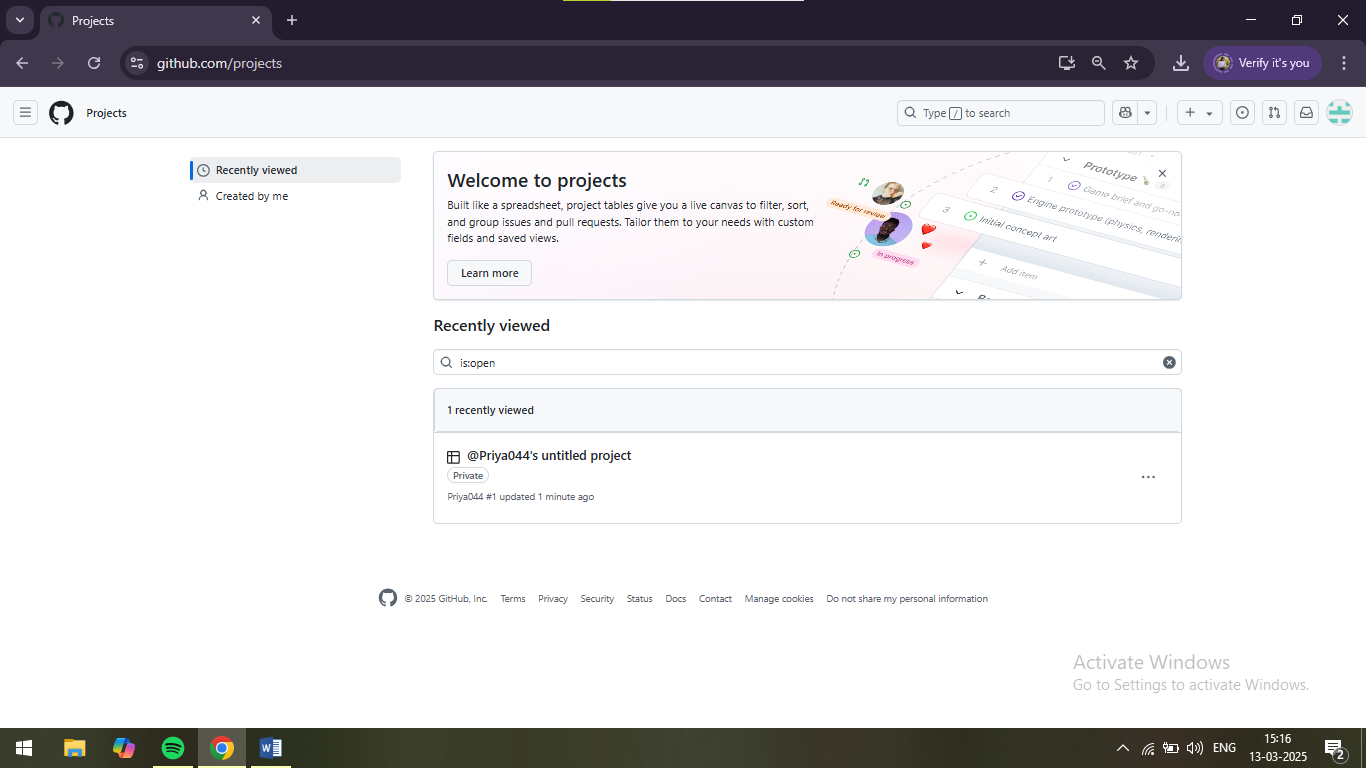 Projects
github.com/projects
Verify it's you
Projects
Type / to search
Recently viewed
Created by me
Welcome to projects
Built like a spreadsheet, project tables give you a live canvas to filter, sort,
and group issues and pull requests. Tailor them to your needs with custom
fields and saved views.
Learn more
Ready for review
In progress
Prototype
1 Game brief and go-no
2 Engine prototype (physics, rendering
3 Initial concept art
+ Add item
Recently viewed
is:open
1 recently viewed
@Priya044's untitled project
Private
Priya044 #1 updated 1 minute ago
© 2025 GitHub, Inc. Terms Privacy Security Status Docs Contact Manage cookies Do not share my personal information
Activate Windows
Go to Settings to activate Windows.
ENG
15:16
13-03-2025
2